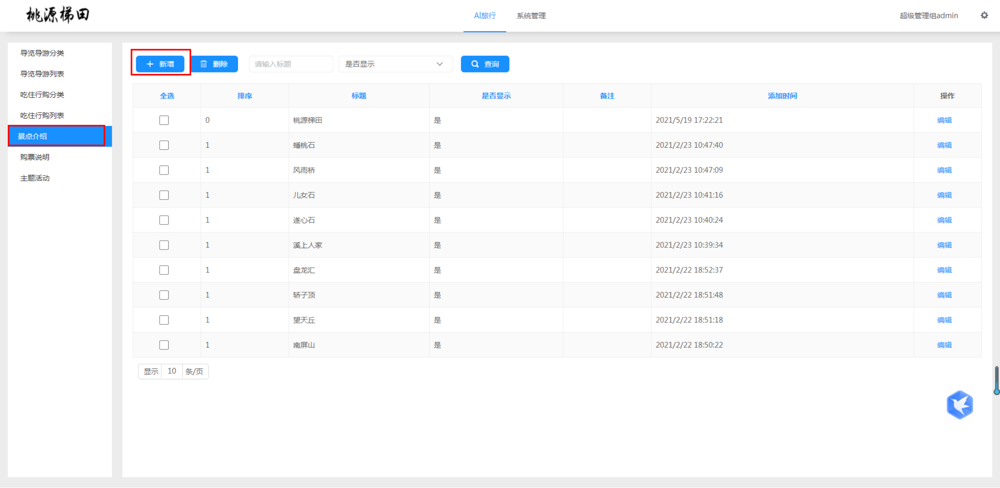 桃源梯田
AI旅行 系统管理 超级管理组admin
导览导游分类
导览导游列表
吃住行购分类
吃住行购列表
景点介绍
购票说明
主题活动
新增 删除 请输入标题 是否显示 查询
全选 排序 标题 是否显示 备注 添加时间 操作
0 桃源梯田 是 2021/5/19 17:22:21 编辑
1 蟠桃石 是 2021/2/23 10:47:40 编辑
1 风雨桥 是 2021/2/23 10:47:09 编辑
1 儿女石 是 2021/2/23 10:41:16 编辑
1 遂心石 是 2021/2/23 10:40:24 编辑
1 溪上人家 是 2021/2/23 10:39:34 编辑
1 盘龙汇 是 2021/2/22 18:52:37 编辑
1 轿子顶 是 2021/2/22 18:51:48 编辑
1 望天丘 是 2021/2/22 18:51:18 编辑
1 南屏山 是 2021/2/22 18:50:22 编辑
显示 10 条/页